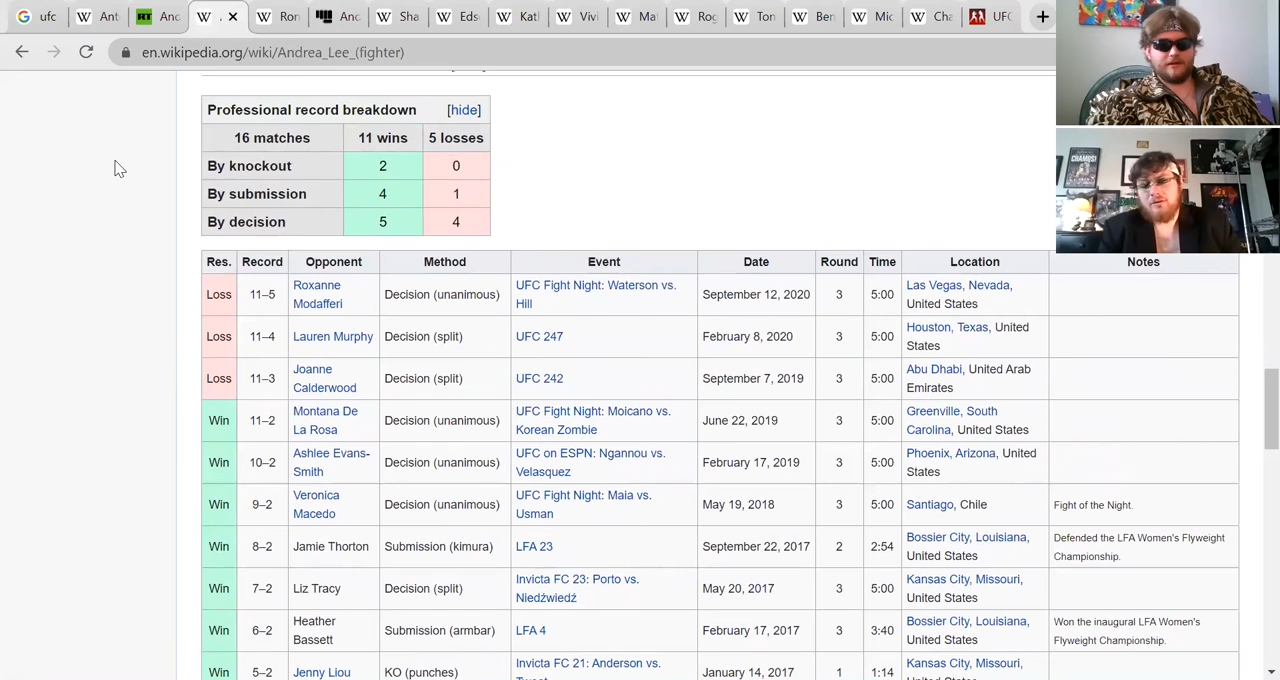 ufc
Ant
RT
And
W
W
Ron
And
Sha
Eds
Kat
Vivi
Ma
Rog
Ton
Ben
Mic
Cha
UFC
en.wikipedia.org/wiki/Andrea_Lee_(fighter)
CHAMOS!
Professional record breakdown [hide]
16 matches 11 wins 5 losses
By knockout 2 0
By submission 4 1
By decision 5 4
Res. Record Opponent Method Event Date Round Time Location Notes
Loss 11–5 Roxanne Modafferi Decision (unanimous) UFC Fight Night: Waterson vs. Hill September 12, 2020 3 5:00 Las Vegas, Nevada, United States
Loss 11–4 Lauren Murphy Decision (split) UFC 247 February 8, 2020 3 5:00 Houston, Texas, United States
Loss 11–3 Joanne Calderwood Decision (split) UFC 242 September 7, 2019 3 5:00 Abu Dhabi, United Arab Emirates
Win 11–2 Montana De La Rosa Decision (unanimous) UFC Fight Night: Moicano vs. Korean Zombie June 22, 2019 3 5:00 Greenville, South Carolina, United States
Win 10–2 Ashlee Evans-Smith Decision (unanimous) UFC on ESPN: Ngannou vs. Velasquez February 17, 2019 3 5:00 Phoenix, Arizona, United States
Win 9–2 Veronica Macedo Decision (unanimous) UFC Fight Night: Maia vs. Usman May 19, 2018 3 5:00 Santiago, Chile Fight of the Night.
Win 8–2 Jamie Thorton Submission (kimura) LFA 23 September 22, 2017 2 2:54 Bossier City, Louisiana, United States Defended the LFA Women's Flyweight Championship.
Win 7–2 Liz Tracy Decision (split) Invicta FC 23: Porto vs. Niedźwiedź May 20, 2017 3 5:00 Kansas City, Missouri, United States
Win 6–2 Heather Bassett Submission (armbar) LFA 4 February 17, 2017 3 3:40 Bossier City, Louisiana, United States Won the inaugural LFA Women's Flyweight Championship.
Win 5–2 Jenny Liou KO (punches) Invicta FC 21: Anderson vs. January 14, 2017 1 1:14 Kansas City, Missouri,